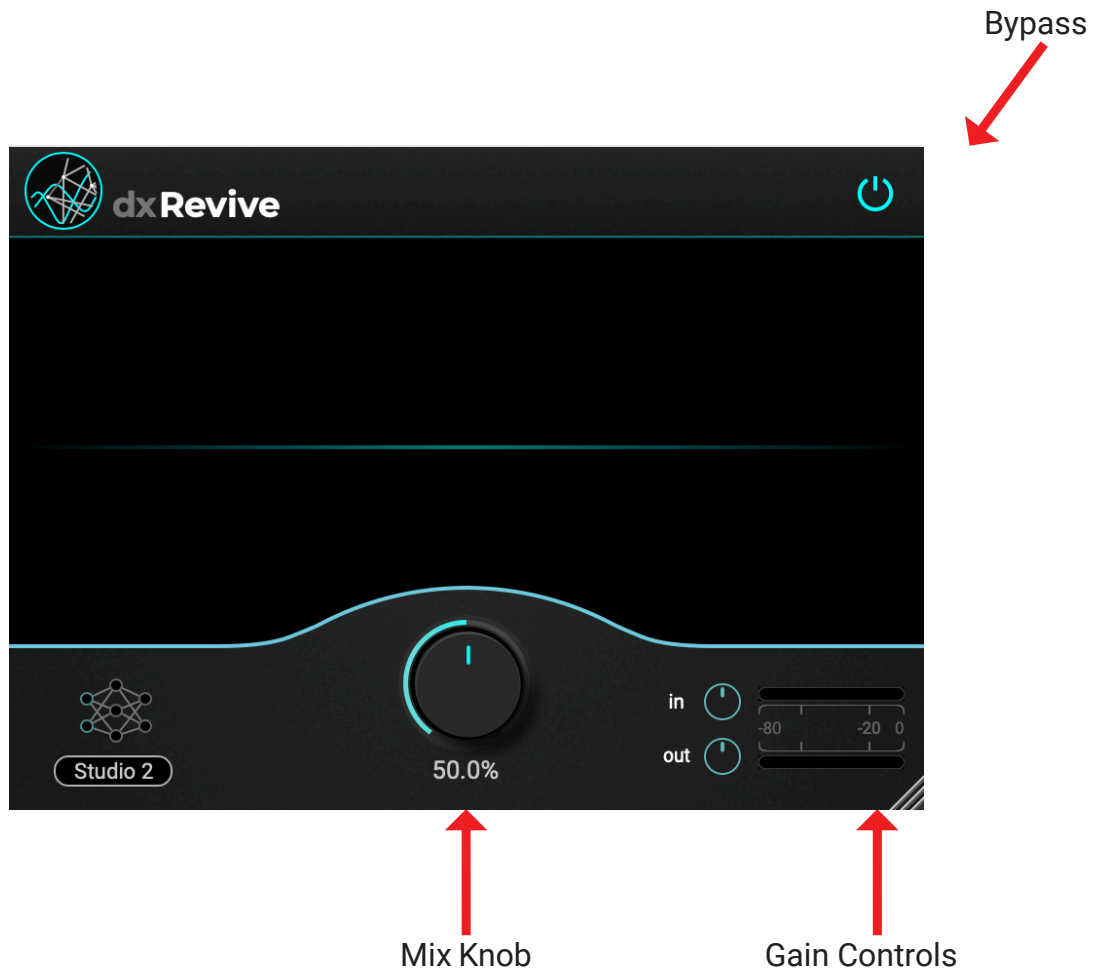 Bypass
dxRevive
in
-80 -20 0
out
Studio 2
50.0%
Mix Knob
Gain Controls